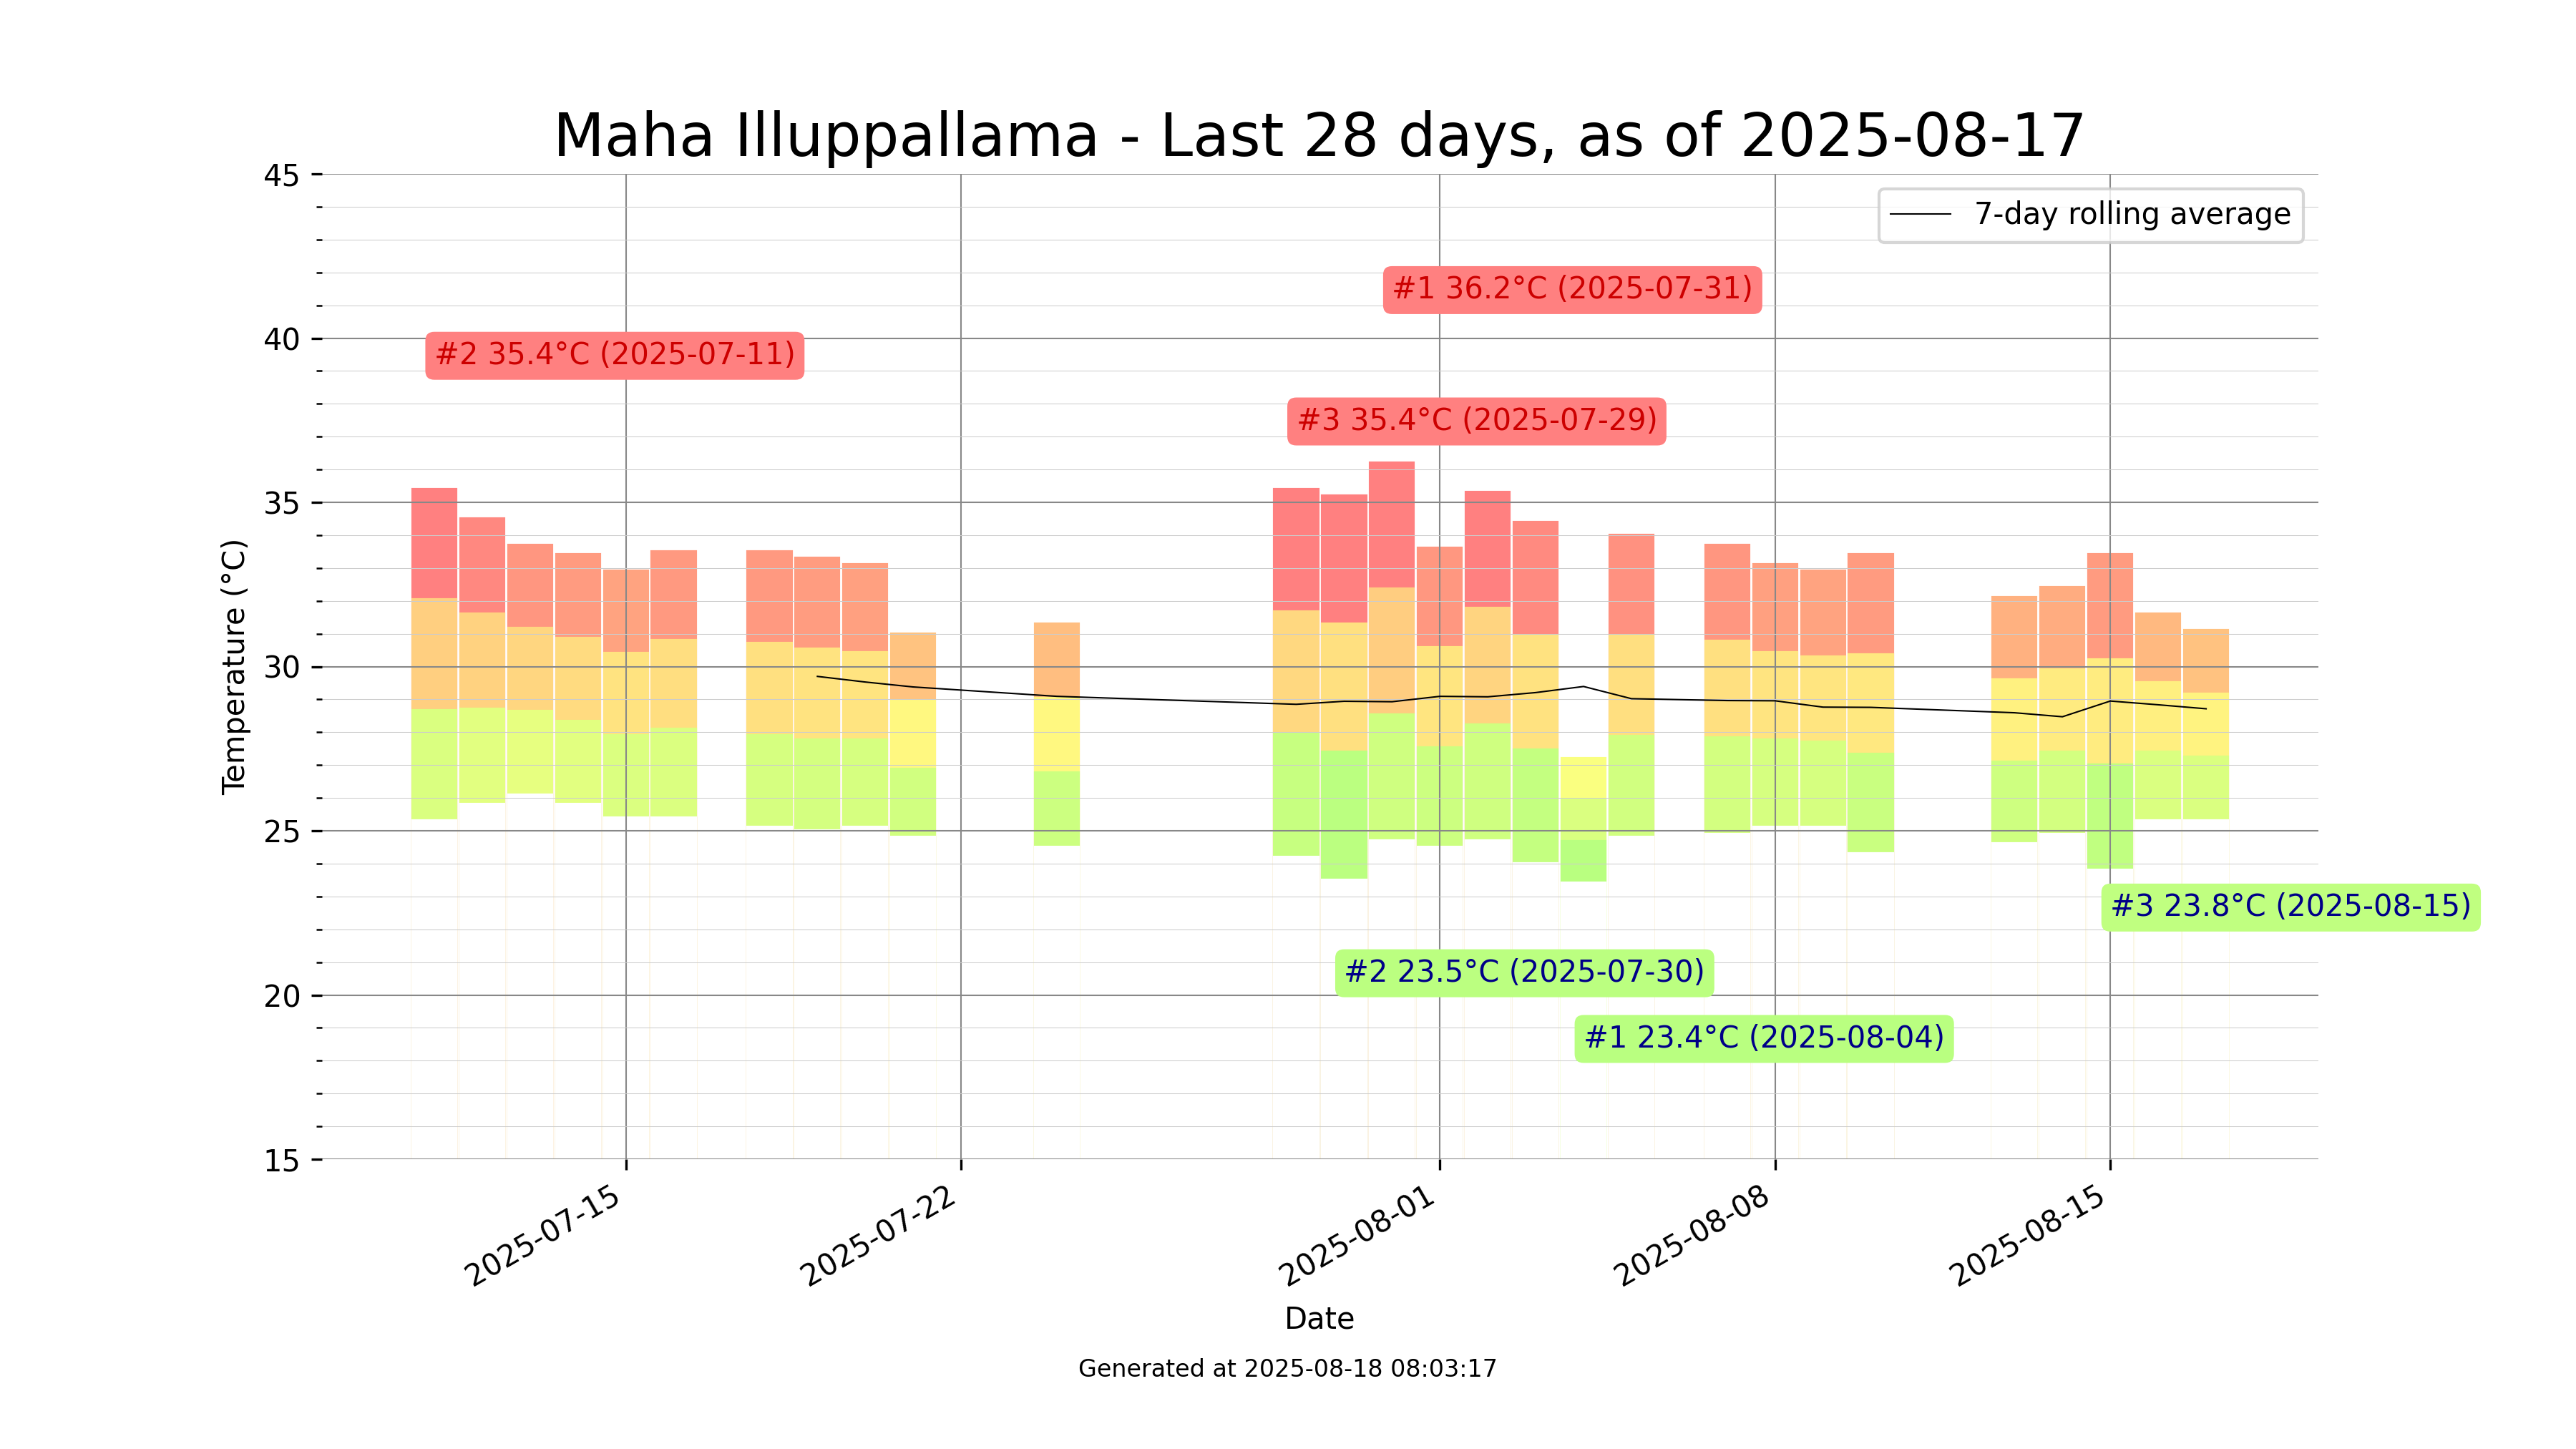 Maha Illuppallama - Last 28 days, as of 2025-08-17
45
7-day rolling average
#1 36.2°C (2025-07-31)
40
#2 35.4°C (2025-07-11)
#3 35.4°C (2025-07-29)
35
30
Temperature (°C)
25
#3 23.8°C (2025-08-15)
#2 23.5°C (2025-07-30)
20
#1 23.4°C (2025-08-04)
15
2025-07-15
2025-07-22
2025-08-01
2025-08-08
2025-08-15
Date
Generated at 2025-08-18 08:03:17